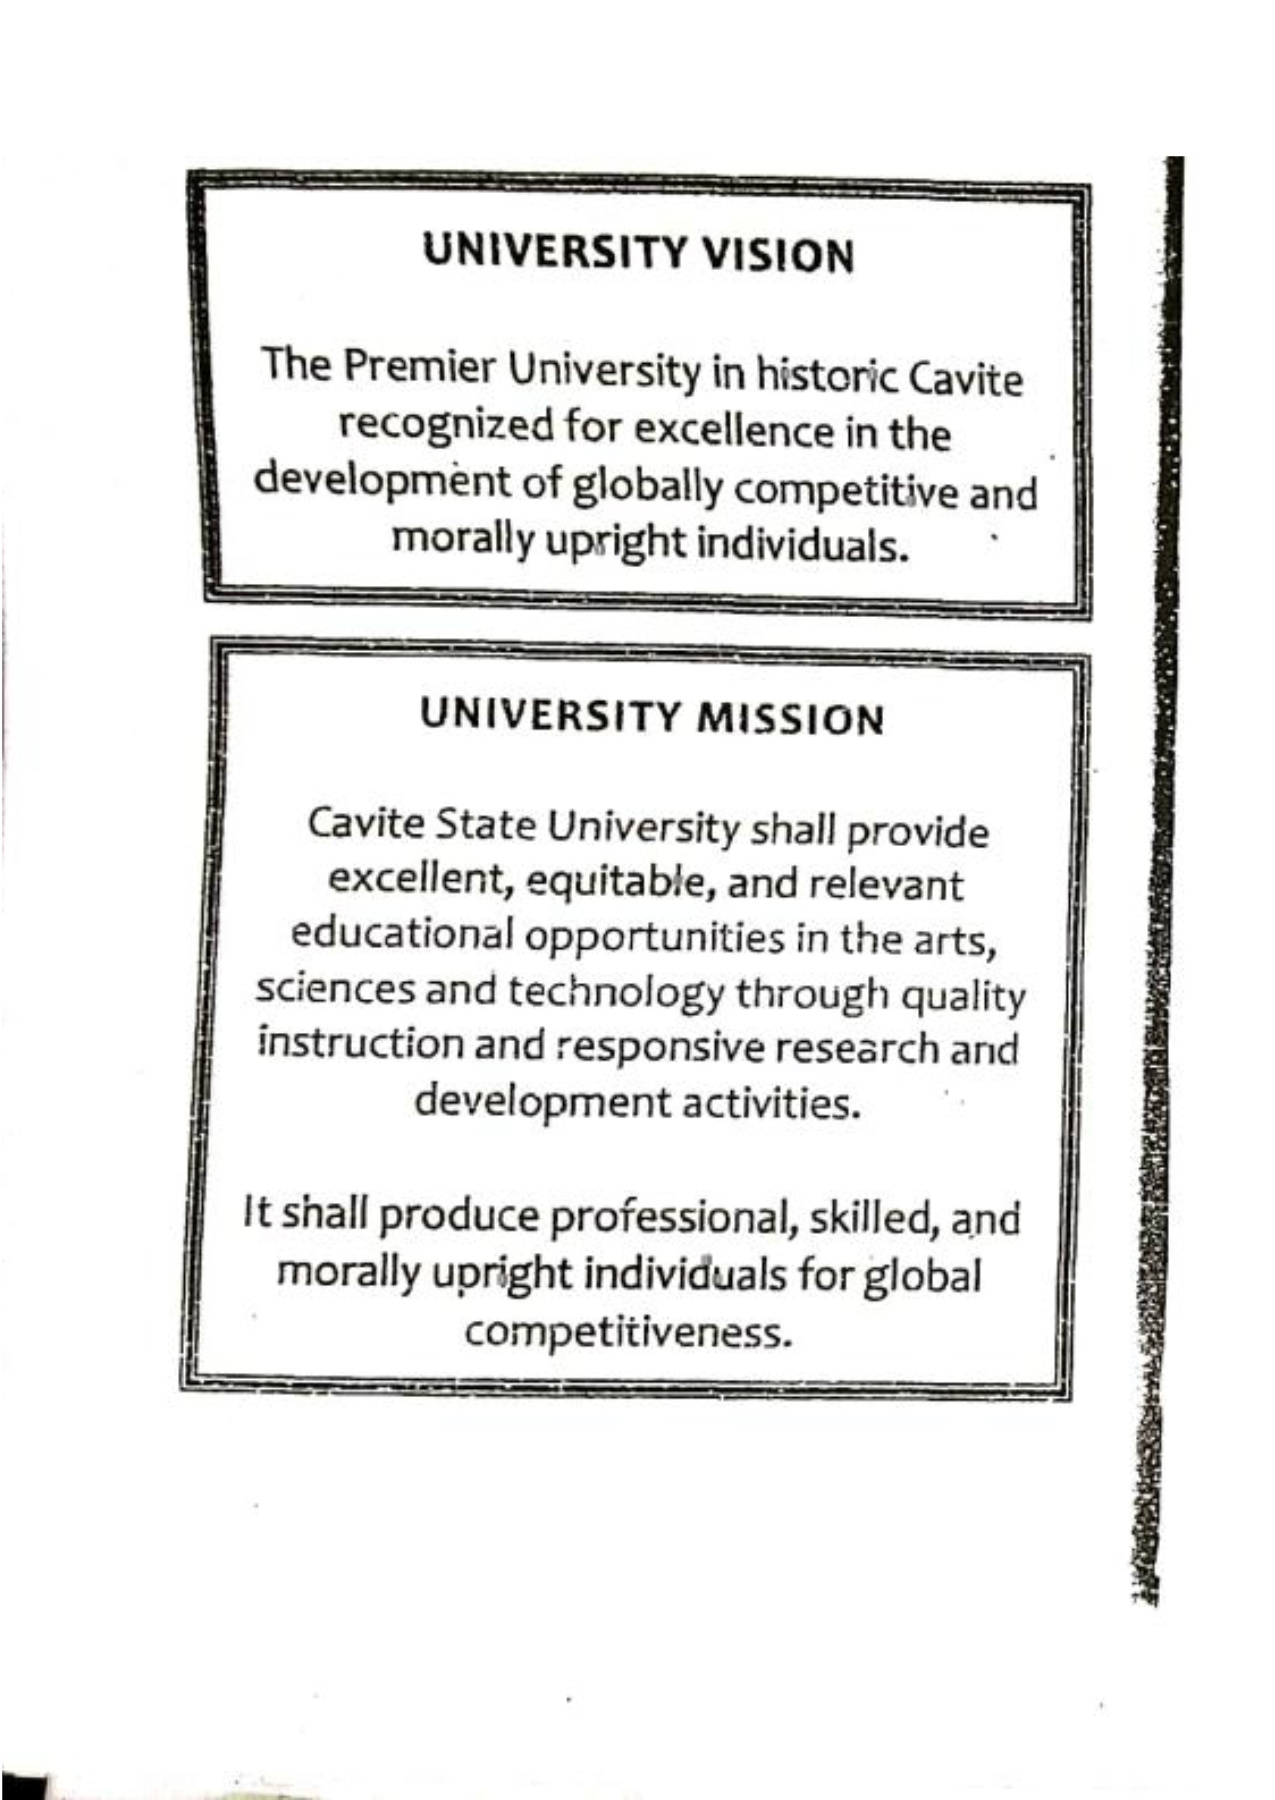 UNIVERSITY VISION
The Premier University in historic Cavite
recognized for excellence in the
development of globally competitive and
morally upright individuals.
UNIVERSITY MISSION
Cavite State University shall provide
excellent, equitable, and relevant
educational opportunities in the arts,
sciences and technology through quality
instruction and responsive research and
development activities.
It shall produce professional, skilled, and
morally upright individuals for global
competitiveness.